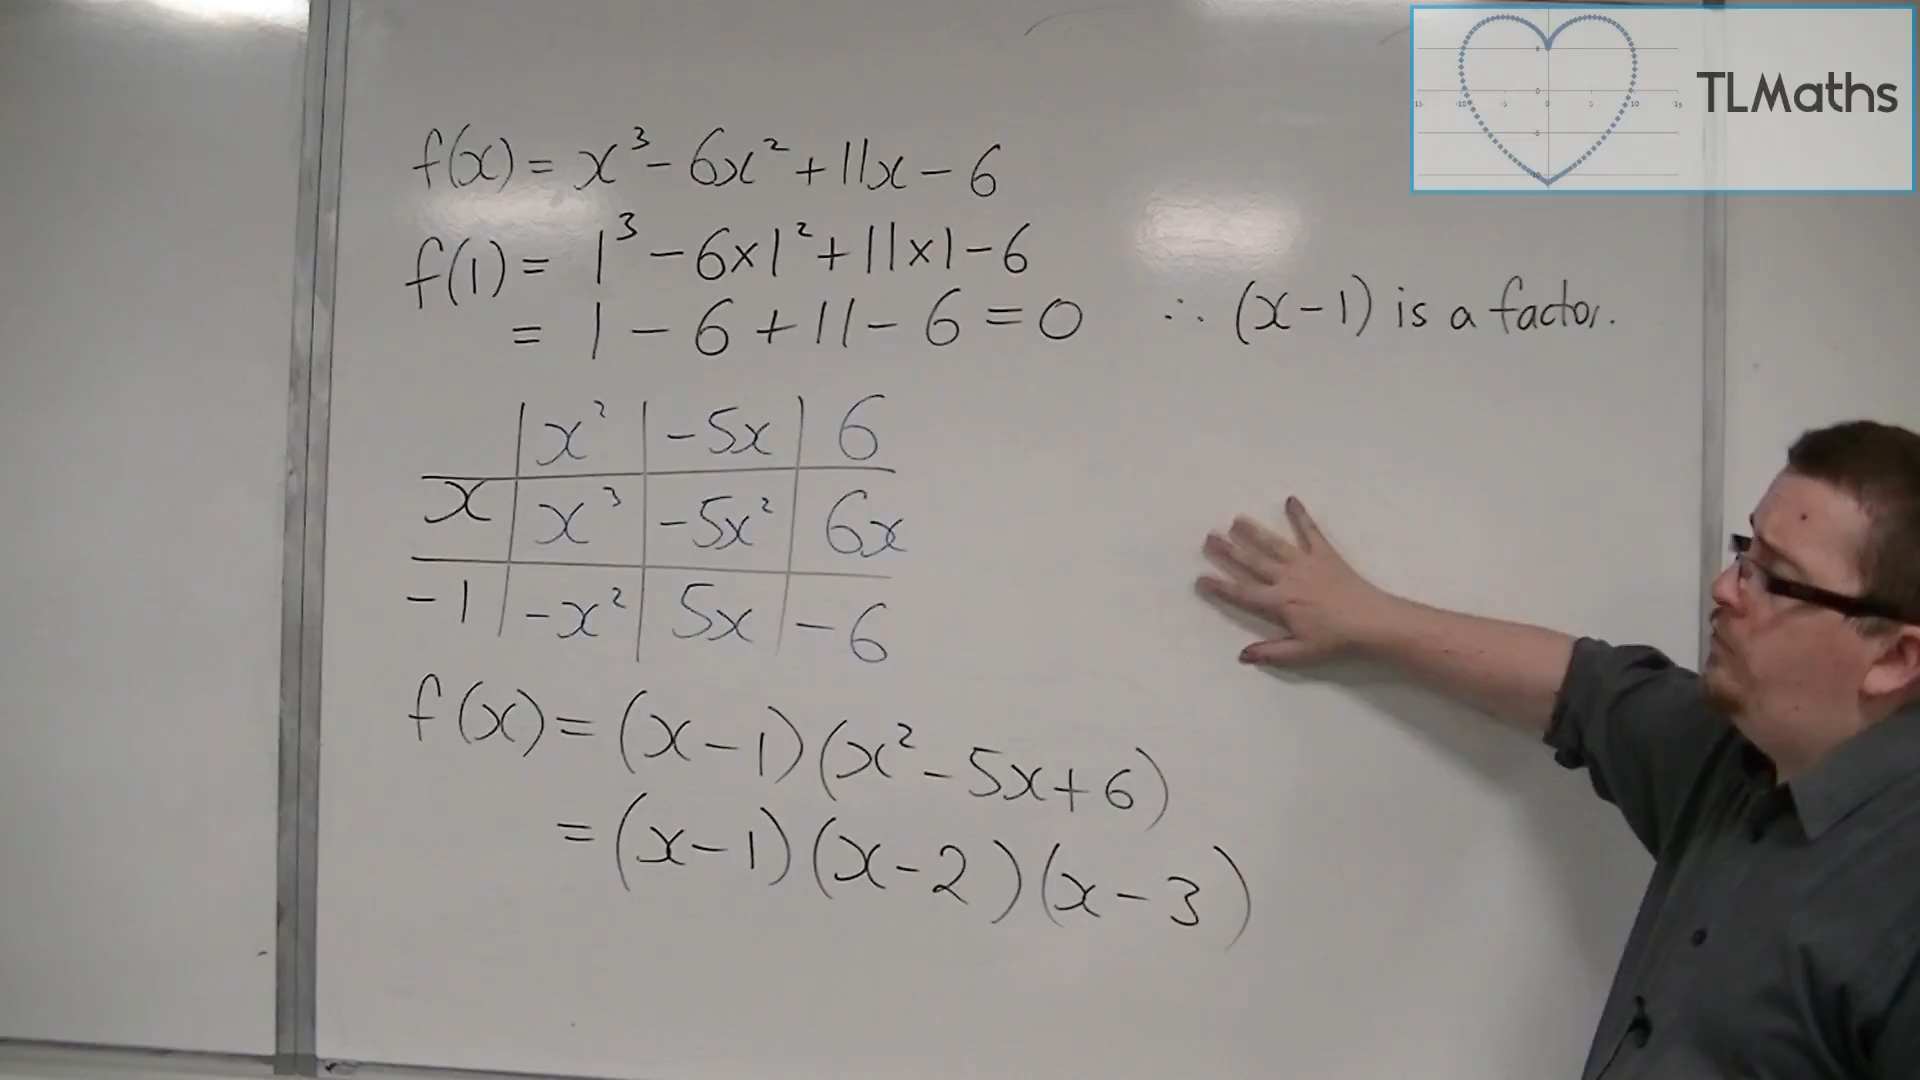 TLMaths
f(x) = x³ - 6x² + 11x - 6
f(1) = 1³ - 6×1² + 11×1 - 6
= 1 - 6 + 11 - 6 = 0 ∴ (x - 1) is a factor.
x² | -5x | 6
x | x³ | -5x² | 6x
-1 | -x² | 5x | -6
f(x) = (x - 1)(x² - 5x + 6)
= (x - 1)(x - 2)(x - 3)